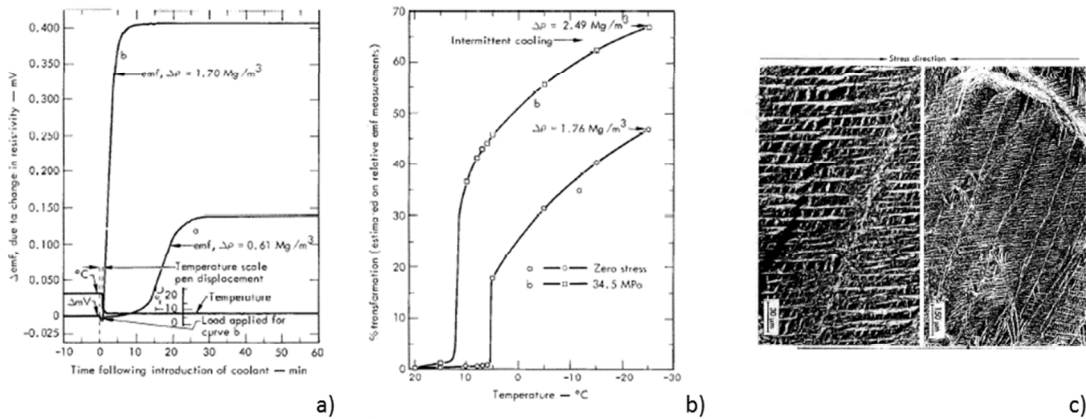 0.400
0.350
0.300
0.250
0.200
0.150
0.100
0.050
0
-0.025
Δ emf, due to change in resistivity — mV
b
emf, Δρ = 1.70 Mg/m³
a
emf, Δρ = 0.61 Mg/m³
Temperature scale
pen displacement
°C
ΔmV
T-°C
20
10
0
Temperature
Load applied for
curve b
-10 0 10 20 30 40 50 60
Time following introduction of coolant — min
a)
70
60
50
40
30
20
10
0
% transformation (estimated on relative emf measurements)
Δρ = 2.49 Mg/m³
Intermittent cooling
b
Δρ = 1.76 Mg/m³
a
a Zero stress
b 34.5 MPa
20 10 0 -10 -20 -30
Temperature — °C
b)
Stress direction
30 μm
150 μm
c)